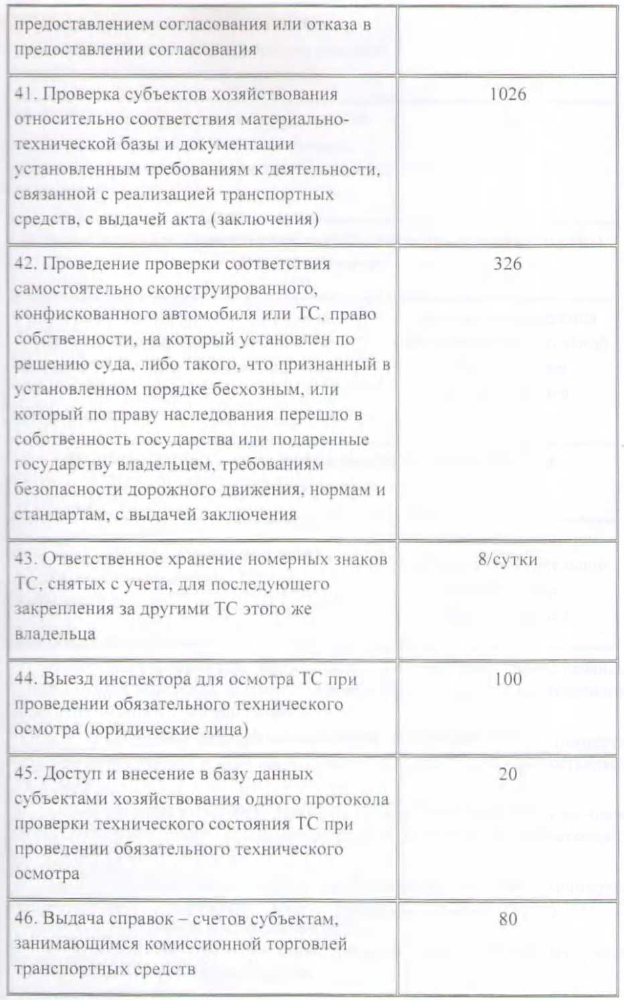 предоставлением согласования или отказа в
предоставлении согласования
41. Проверка субъектов хозяйствования
относительно соответствия материально-
технической базы и документации
установленным требованиям к деятельности,
связанной с реализацией транспортных
средств, с выдачей акта (заключения)
1026
42. Проведение проверки соответствия
самостоятельно сконструированного,
конфискованного автомобиля или ТС, право
собственности, на который установлен по
решению суда, либо такого, что признанный в
установленном порядке бесхозным, или
который по праву наследования перешло в
собственность государства или подаренные
государству владельцем, требованиям
безопасности дорожного движения, нормам и
стандартам, с выдачей заключения
326
43. Ответственное хранение номерных знаков
ТС, снятых с учета, для последующего
закрепления за другими ТС этого же
владельца
8/сутки
44. Выезд инспектора для осмотра ТС при
проведении обязательного технического
осмотра (юридические лица)
100
45. Доступ и внесение в базу данных
субъектами хозяйствования одного протокола
проверки технического состояния ТС при
проведении обязательного технического
осмотра
20
46. Выдача справок – счетов субъектам,
занимающимся комиссионной торговлей
транспортных средств
80